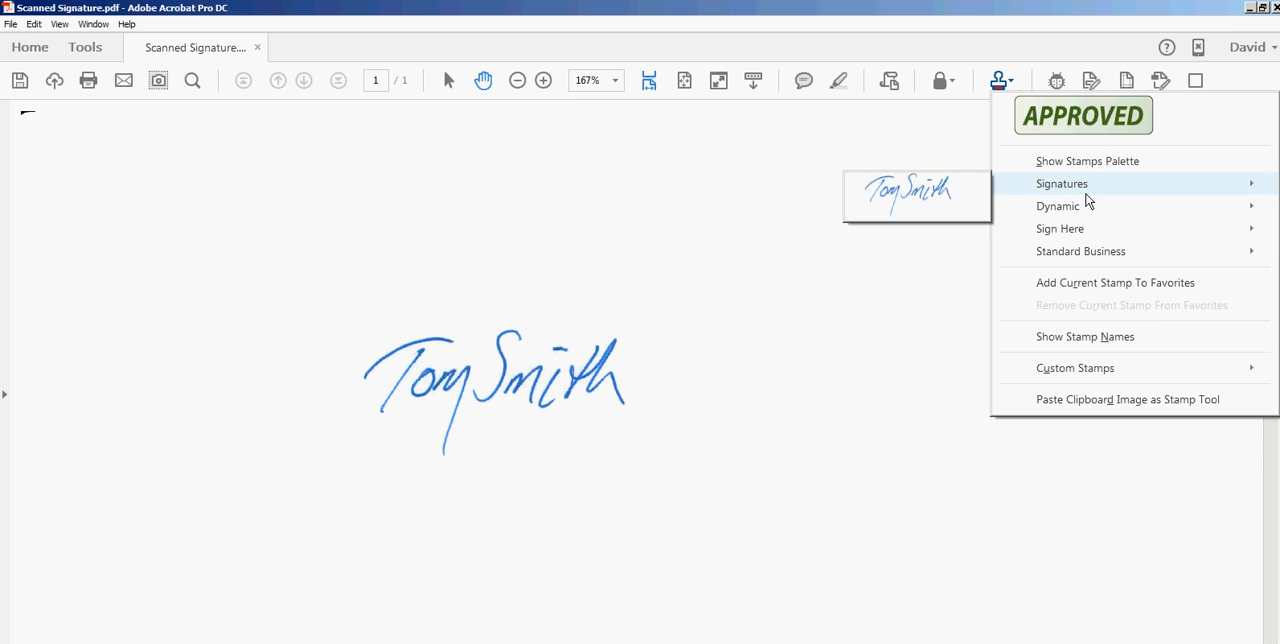 Scanned Signature.pdf - Adobe Acrobat Pro DC
File Edit View Window Help
Home Tools Scanned Signature.... × David
1 / 1 167%
APPROVED
Show Stamps Palette
Tom Smith
Signatures
Dynamic
Sign Here
Standard Business
Add Current Stamp To Favorites
Remove Current Stamp From Favorites
Show Stamp Names
Custom Stamps
Paste Clipboard Image as Stamp Tool
Tom Smith